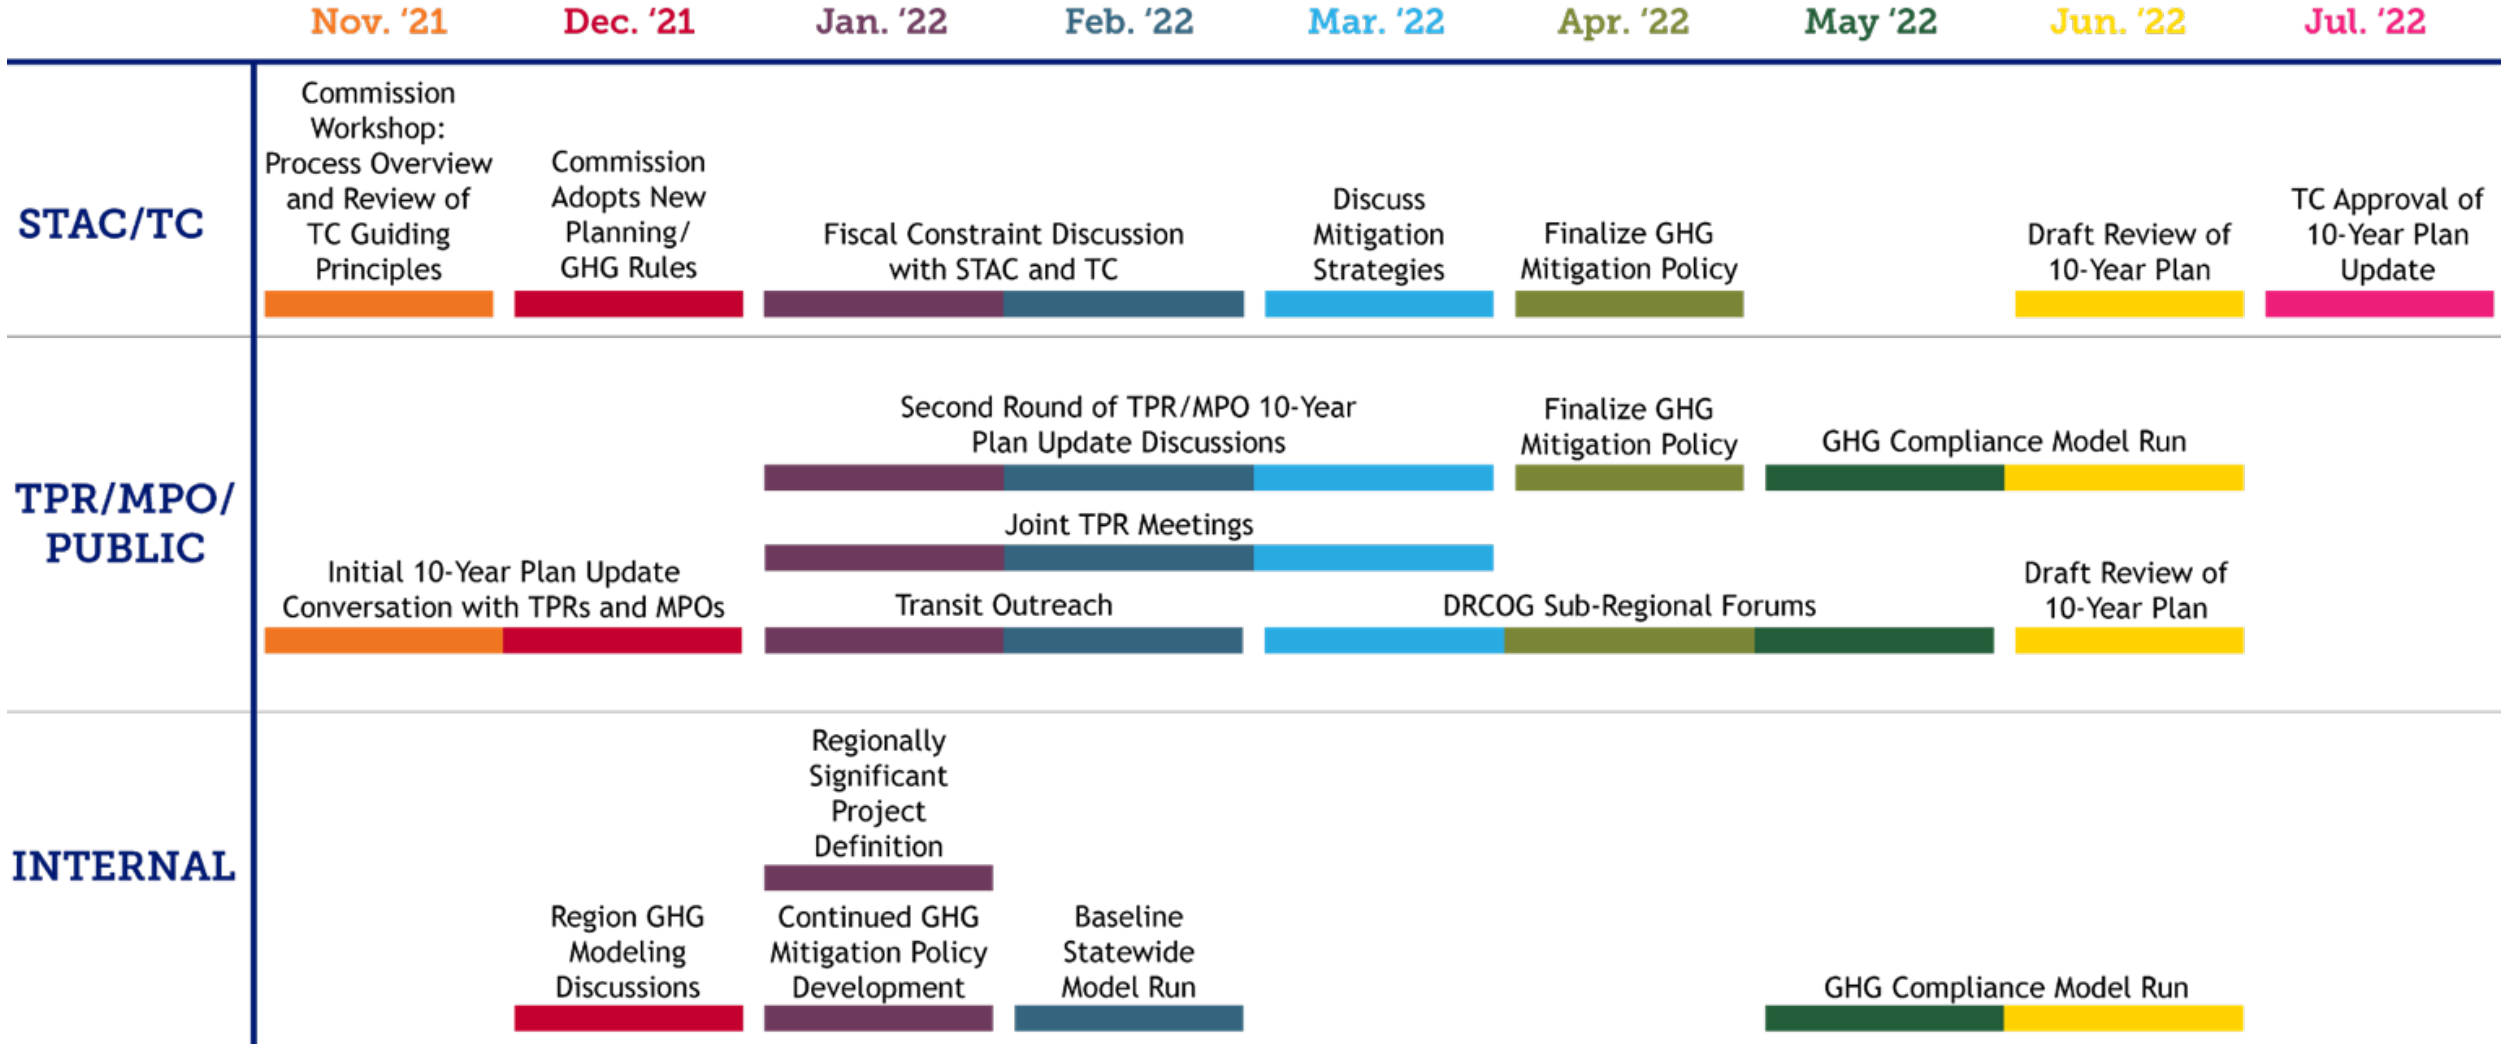 Nov. ‘21
Dec. ‘21
Jan. ‘22
Feb. ‘22
Mar. ‘22
Apr. ‘22
May ‘22
Jun. ‘22
Jul. ‘22
STAC/TC
Commission
Workshop:
Process Overview
and Review of
TC Guiding
Principles
Commission
Adopts New
Planning/
GHG Rules
Fiscal Constraint Discussion
with STAC and TC
Discuss
Mitigation
Strategies
Finalize GHG
Mitigation Policy
Draft Review of
10-Year Plan
TC Approval of
10-Year Plan
Update
TPR/MPO/
PUBLIC
Second Round of TPR/MPO 10-Year
Plan Update Discussions
Finalize GHG
Mitigation Policy
GHG Compliance Model Run
Joint TPR Meetings
Initial 10-Year Plan Update
Conversation with TPRs and MPOs
Transit Outreach
DRCOG Sub-Regional Forums
Draft Review of
10-Year Plan
INTERNAL
Regionally
Significant
Project
Definition
Region GHG
Modeling
Discussions
Continued GHG
Mitigation Policy
Development
Baseline
Statewide
Model Run
GHG Compliance Model Run